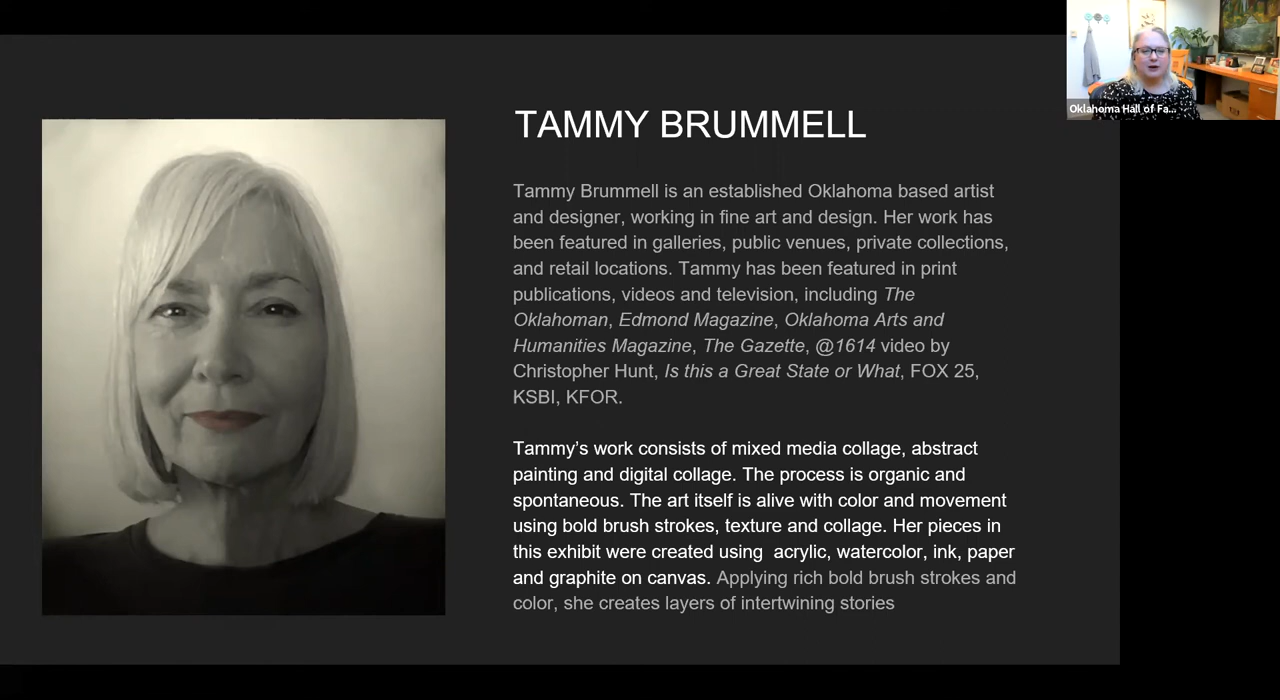 Oklahoma Hall of Fa...
TAMMY BRUMMELL
Tammy Brummell is an established Oklahoma based artist
and designer, working in fine art and design. Her work has
been featured in galleries, public venues, private collections,
and retail locations. Tammy has been featured in print
publications, videos and television, including The
Oklahoman, Edmond Magazine, Oklahoma Arts and
Humanities Magazine, The Gazette, @1614 video by
Christopher Hunt, Is this a Great State or What, FOX 25,
KSBI, KFOR.
Tammy’s work consists of mixed media collage, abstract
painting and digital collage. The process is organic and
spontaneous. The art itself is alive with color and movement
using bold brush strokes, texture and collage. Her pieces in
this exhibit were created using  acrylic, watercolor, ink, paper
and graphite on canvas. Applying rich bold brush strokes and
color, she creates layers of intertwining stories